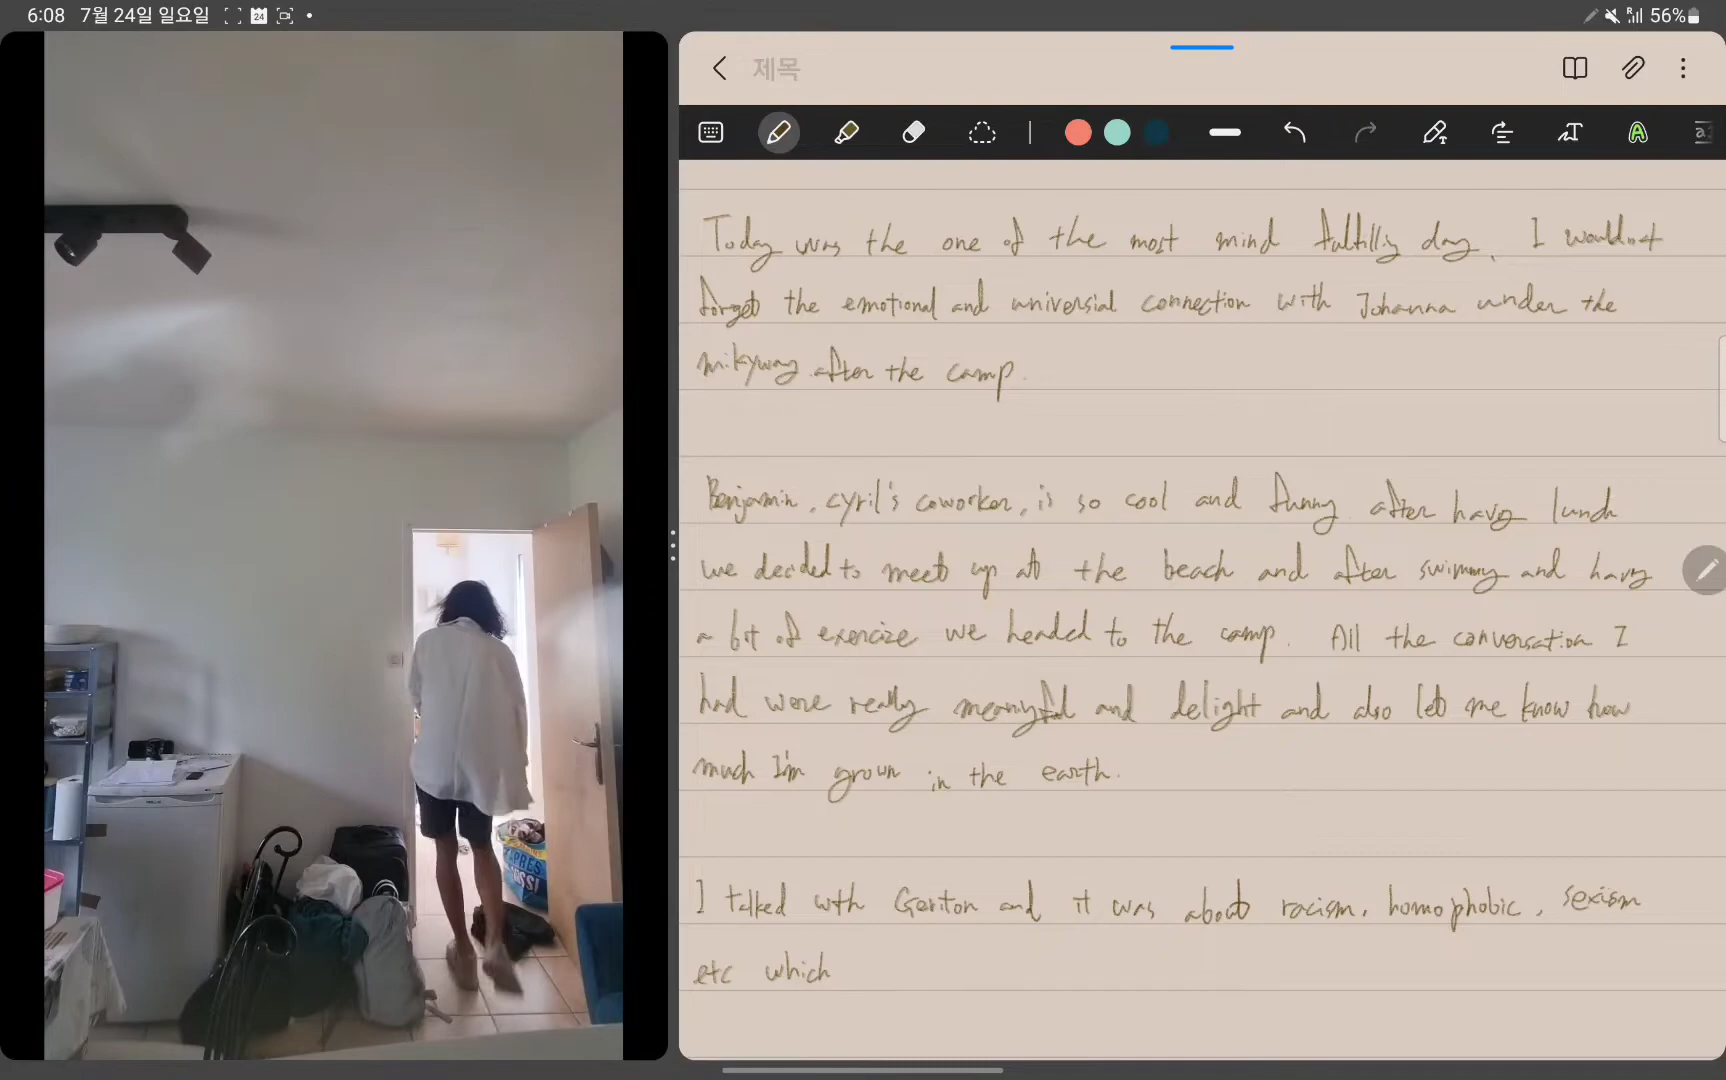 6:08 7월 24일 일요일 24 56%
제목
Today was the one of the most mind fulfilling day. I wouldnot
forget the emotional and universial connection with Johanna under the
milkyway after the camp.
Benjamin, cyril's coworker, is so cool and funny. after having lunch
we decided to meet up at the beach and after swimming and having
a bit of exercize we headed to the camp. All the conversation I
had were really meaningful and delight and also let me know how
much I'm grown in the earth.
I talked with Geriton and it was about racism, homophobic, sexism
etc which